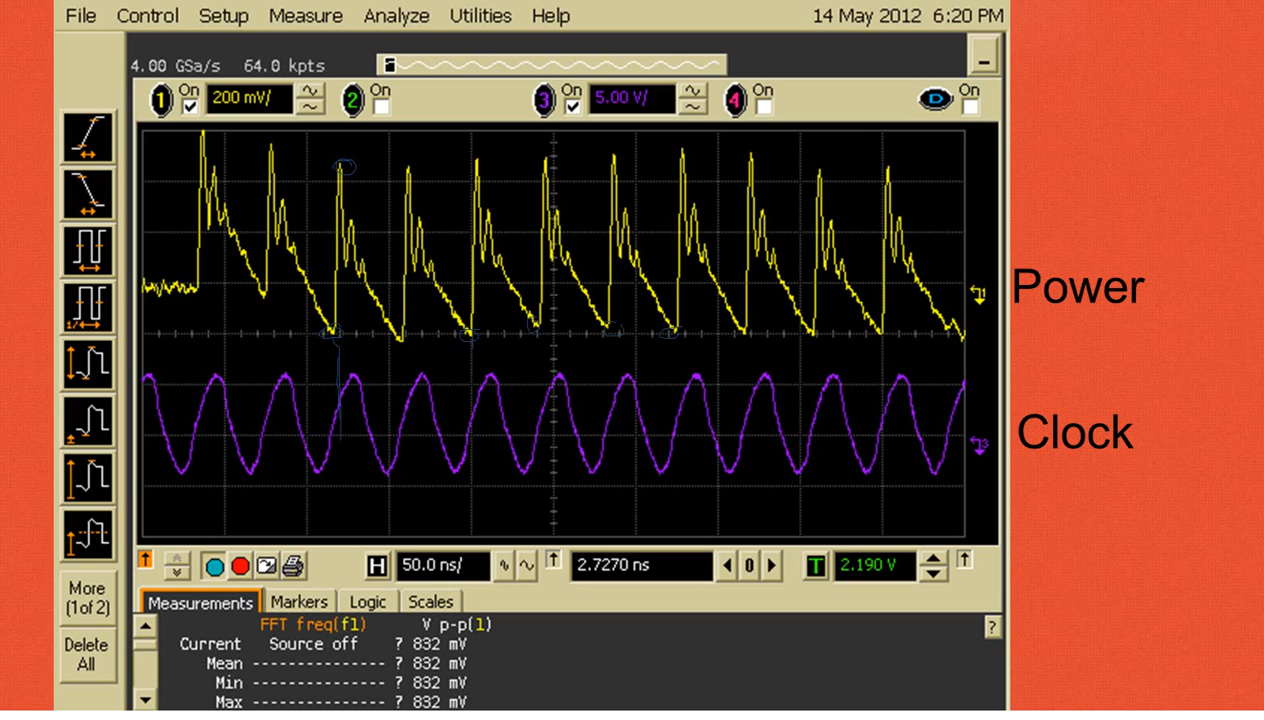 File Control Setup Measure Analyze Utilities Help 14 May 2012 6:20 PM
4.00 GSa/s 64.0 kpts
1 On 200 mV/ 2 On 3 On 5.00 V/ 4 On D On
1
Power
Clock
3
H 50.0 ns/ 2.7270 ns 0 T 2.190 V
More
(1of 2)
Delete
All
Measurements Markers Logic Scales
FFT freq(f1) V p-p(1)
Current Source off ? 832 mV
Mean --------------- ? 832 mV
Min --------------- ? 832 mV
Max --------------- ? 832 mV
?